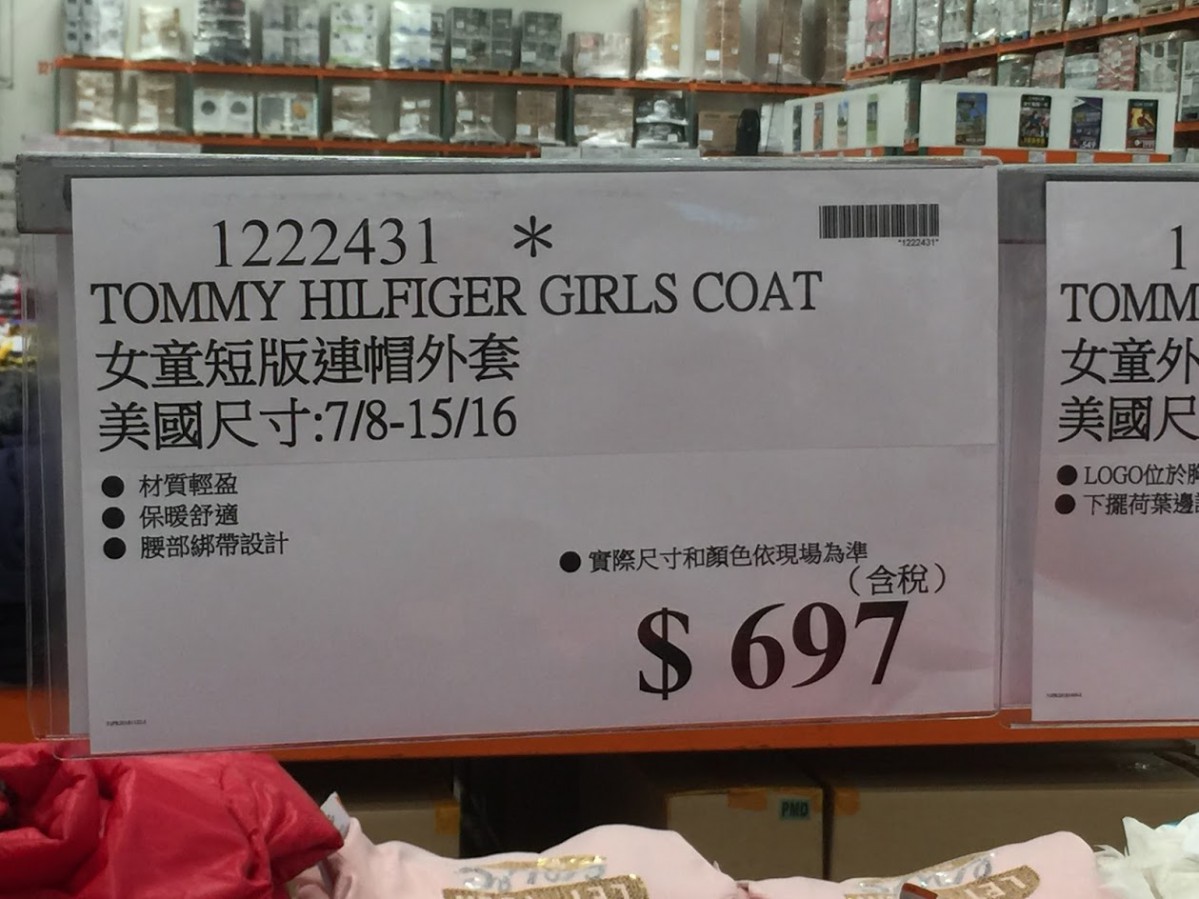 1222431 *
*1222431*
TOMMY HILFIGER GIRLS COAT
女童短版連帽外套
美國尺寸:7/8-15/16
● 材質輕盈
● 保暖舒適
● 腰部綁帶設計
● 實際尺寸和顏色依現場為準
(含稅)
$ 697
1
TOMM
女童外
美國尺
● LOGO位於胸
● 下擺荷葉邊
PMO